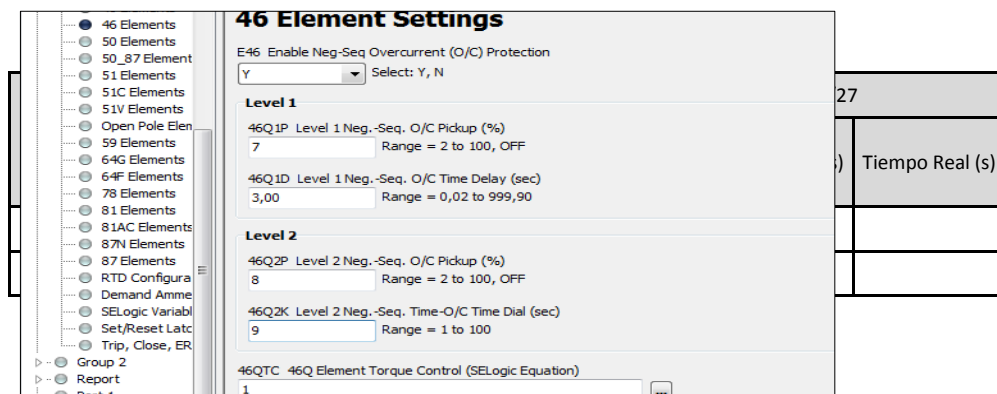 46 Elements
50 Elements
50_87 Element
51 Elements
51C Elements
51V Elements
Open Pole Elen
59 Elements
64G Elements
64F Elements
78 Elements
81 Elements
81AC Elements
87N Elements
87 Elements
RTD Configura
Demand Amme
SELogic Variabl
Set/Reset Latc
Trip, Close, ER
Group 2
Report
46 Element Settings
E46 Enable Neg-Seq Overcurrent (O/C) Protection
Y
Select: Y, N
Level 1
46Q1P Level 1 Neg.-Seq. O/C Pickup (%)
7
Range = 2 to 100, OFF
46Q1D Level 1 Neg.-Seq. O/C Time Delay (sec)
3,00
Range = 0,02 to 999,90
Level 2
46Q2P Level 2 Neg.-Seq. O/C Pickup (%)
8
Range = 2 to 100, OFF
46Q2K Level 2 Neg.-Seq. Time-O/C Time Dial (sec)
9
Range = 1 to 100
46QTC 46Q Element Torque Control (SELogic Equation)
1
...
27
) Tiempo Real (s)